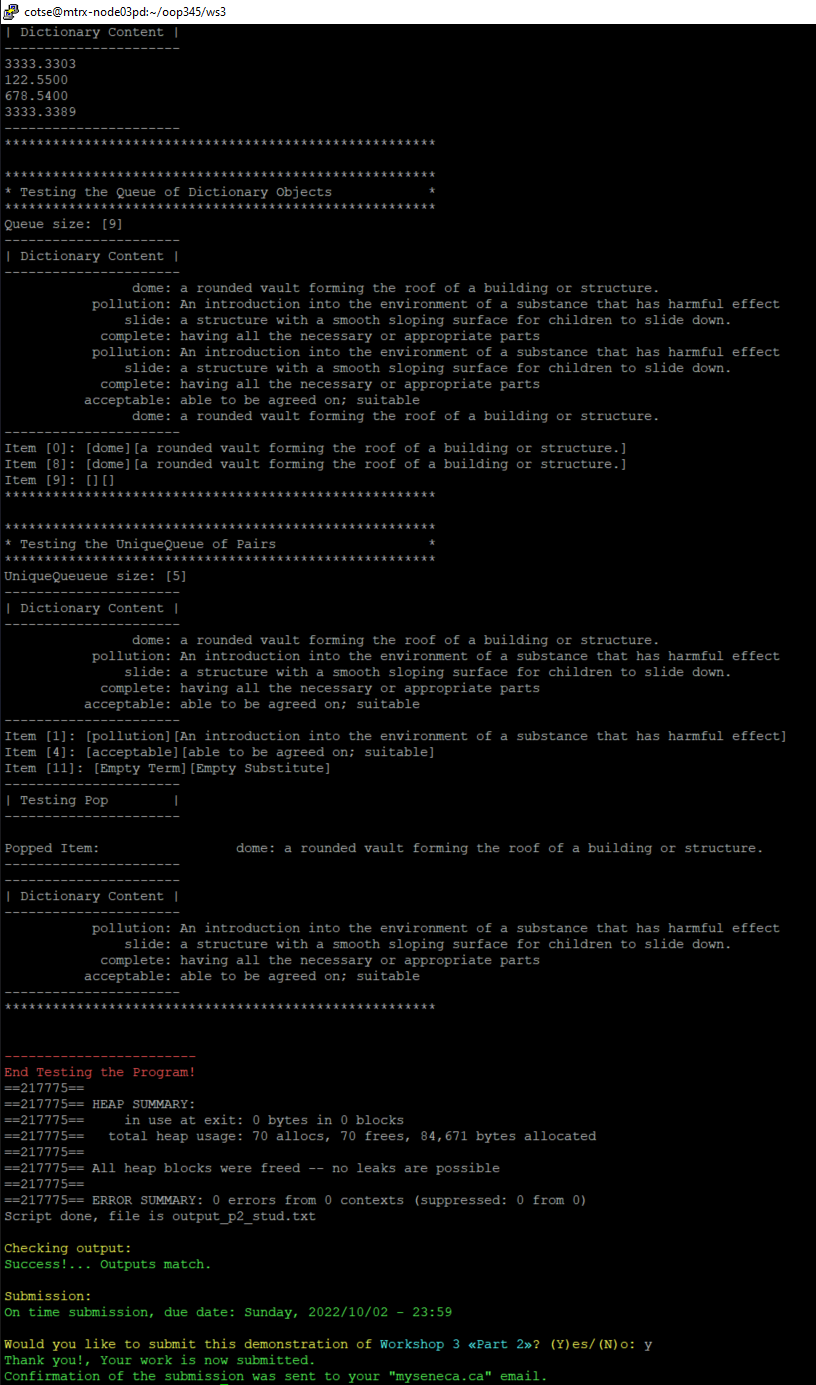 cotse@mtrx-node03pd:~/oop345/ws3
| Dictionary Content |
----------------------
3333.3303
122.5500
678.5400
3333.3389
----------------------
******************************************************

******************************************************
* Testing the Queue of Dictionary Objects            *
******************************************************
Queue size: [9]
----------------------
| Dictionary Content |
----------------------
                dome: a rounded vault forming the roof of a building or structure.
           pollution: An introduction into the environment of a substance that has harmful effect
               slide: a structure with a smooth sloping surface for children to slide down.
            complete: having all the necessary or appropriate parts
           pollution: An introduction into the environment of a substance that has harmful effect
               slide: a structure with a smooth sloping surface for children to slide down.
            complete: having all the necessary or appropriate parts
          acceptable: able to be agreed on; suitable
                dome: a rounded vault forming the roof of a building or structure.
----------------------
Item [0]: [dome][a rounded vault forming the roof of a building or structure.]
Item [8]: [dome][a rounded vault forming the roof of a building or structure.]
Item [9]: [][]
******************************************************

******************************************************
* Testing the UniqueQueue of Pairs                   *
******************************************************
UniqueQueueue size: [5]
----------------------
| Dictionary Content |
----------------------
                dome: a rounded vault forming the roof of a building or structure.
           pollution: An introduction into the environment of a substance that has harmful effect
               slide: a structure with a smooth sloping surface for children to slide down.
            complete: having all the necessary or appropriate parts
          acceptable: able to be agreed on; suitable
----------------------
Item [1]: [pollution][An introduction into the environment of a substance that has harmful effect]
Item [4]: [acceptable][able to be agreed on; suitable]
Item [11]: [Empty Term][Empty Substitute]
----------------------
| Testing Pop        |
----------------------

Popped Item:                 dome: a rounded vault forming the roof of a building or structure.
----------------------
----------------------
| Dictionary Content |
----------------------
           pollution: An introduction into the environment of a substance that has harmful effect
               slide: a structure with a smooth sloping surface for children to slide down.
            complete: having all the necessary or appropriate parts
          acceptable: able to be agreed on; suitable
----------------------
******************************************************

------------------------
End Testing the Program!
==217775==
==217775== HEAP SUMMARY:
==217775==     in use at exit: 0 bytes in 0 blocks
==217775==   total heap usage: 70 allocs, 70 frees, 84,671 bytes allocated
==217775==
==217775== All heap blocks were freed -- no leaks are possible
==217775==
==217775== ERROR SUMMARY: 0 errors from 0 contexts (suppressed: 0 from 0)
Script done, file is output_p2_stud.txt

Checking output:
Success!... Outputs match.

Submission:
On time submission, due date: Sunday, 2022/10/02 - 23:59

Would you like to submit this demonstration of Workshop 3 «Part 2»? (Y)es/(N)o: y
Thank you!, Your work is now submitted.
Confirmation of the submission was sent to your "myseneca.ca" email.